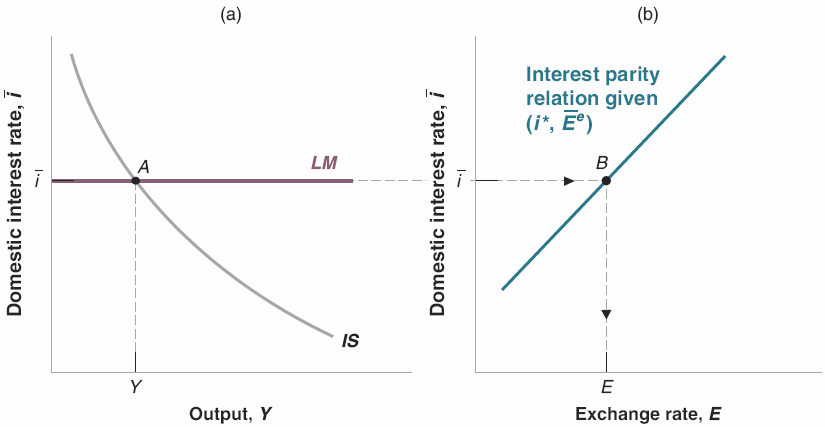 (a)
Domestic interest rate, i̅
i̅
A
LM
IS
Y
Output, Y
(b)
Domestic interest rate, i̅
i̅
Interest parity
relation given
(i*, E̅ᵉ)
B
E
Exchange rate, E